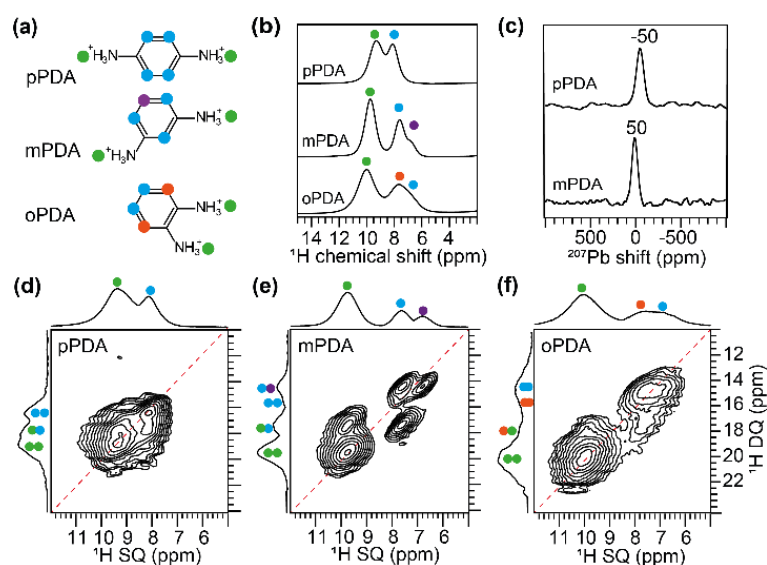 (a)
⁺H₃N
NH₃⁺
pPDA
NH₃⁺
mPDA
⁺H₃N
oPDA
NH₃⁺
NH₃⁺
(b)
pPDA
mPDA
oPDA
14 12 10 8 6 4
¹H chemical shift (ppm)
(c)
-50
pPDA
50
mPDA
500 0 -500
²⁰⁷Pb shift (ppm)
(d)
pPDA
11 10 9 8 7 6
¹H SQ (ppm)
(e)
mPDA
11 10 9 8 7 6
¹H SQ (ppm)
(f)
oPDA
12
14
16
18
20
22
¹H DQ (ppm)
11 10 9 8 7 6
¹H SQ (ppm)